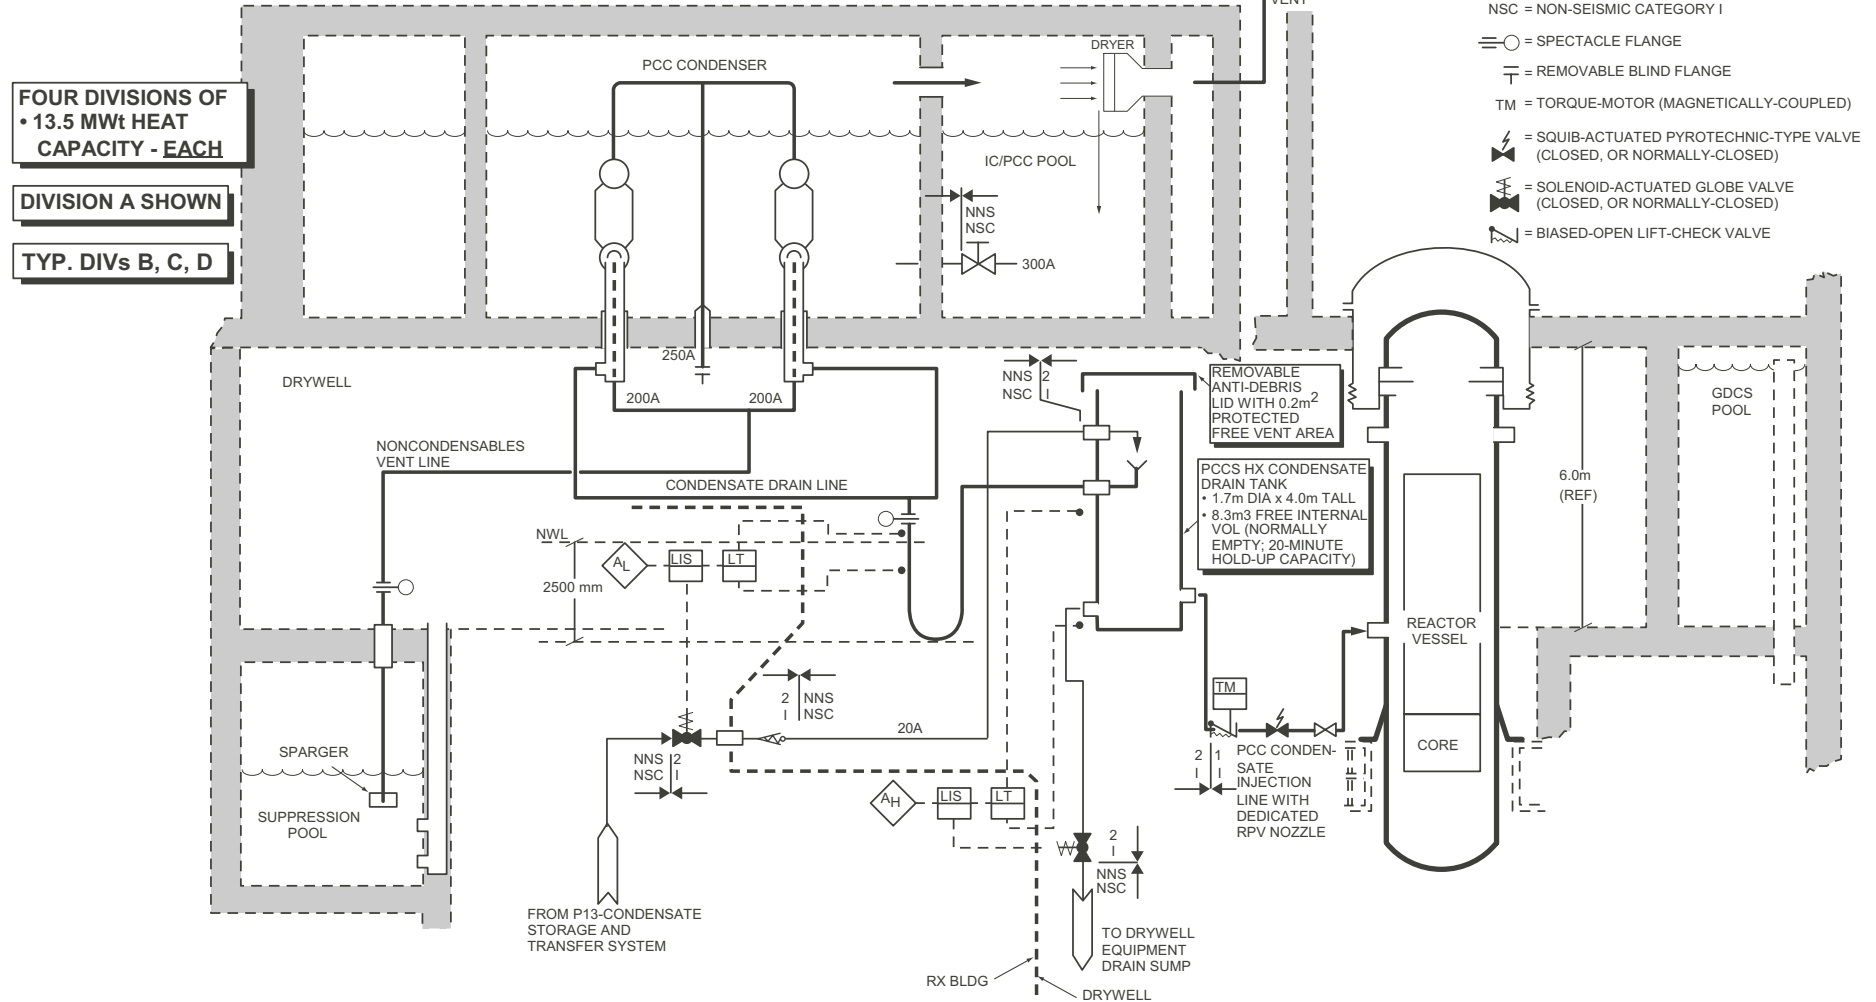 VENT
NSC = NON-SEISMIC CATEGORY I
= SPECTACLE FLANGE
= REMOVABLE BLIND FLANGE
TM = TORQUE-MOTOR (MAGNETICALLY-COUPLED)
= SQUIB-ACTUATED PYROTECHNIC-TYPE VALVE
(CLOSED, OR NORMALLY-CLOSED)
= SOLENOID-ACTUATED GLOBE VALVE
(CLOSED, OR NORMALLY-CLOSED)
= BIASED-OPEN LIFT-CHECK VALVE
FOUR DIVISIONS OF
• 13.5 MWt HEAT
CAPACITY - EACH
DIVISION A SHOWN
TYP. DIVs B, C, D
PCC CONDENSER
DRYER
IC/PCC POOL
NNS
NSC
300A
DRYWELL
250A
200A
200A
NONCONDENSABLES
VENT LINE
CONDENSATE DRAIN LINE
NWL
2500 mm
AL
LIS
LT
NNS 2
NSC I
REMOVABLE
ANTI-DEBRIS
LID WITH 0.2m2
PROTECTED
FREE VENT AREA
PCCS HX CONDENSATE
DRAIN TANK
• 1.7m DIA x 4.0m TALL
• 8.3m3 FREE INTERNAL
VOL (NORMALLY
EMPTY; 20-MINUTE
HOLD-UP CAPACITY)
GDCS
POOL
6.0m
(REF)
REACTOR
VESSEL
CORE
2 NNS
I NSC
20A
NNS 2
NSC I
SPARGER
SUPPRESSION
POOL
TM
2 1
I I
PCC CONDEN-
SATE
INJECTION
LINE WITH
DEDICATED
RPV NOZZLE
AH
LIS
LT
2
I
NNS
NSC
FROM P13-CONDENSATE
STORAGE AND
TRANSFER SYSTEM
TO DRYWELL
EQUIPMENT
DRAIN SUMP
RX BLDG
DRYWELL